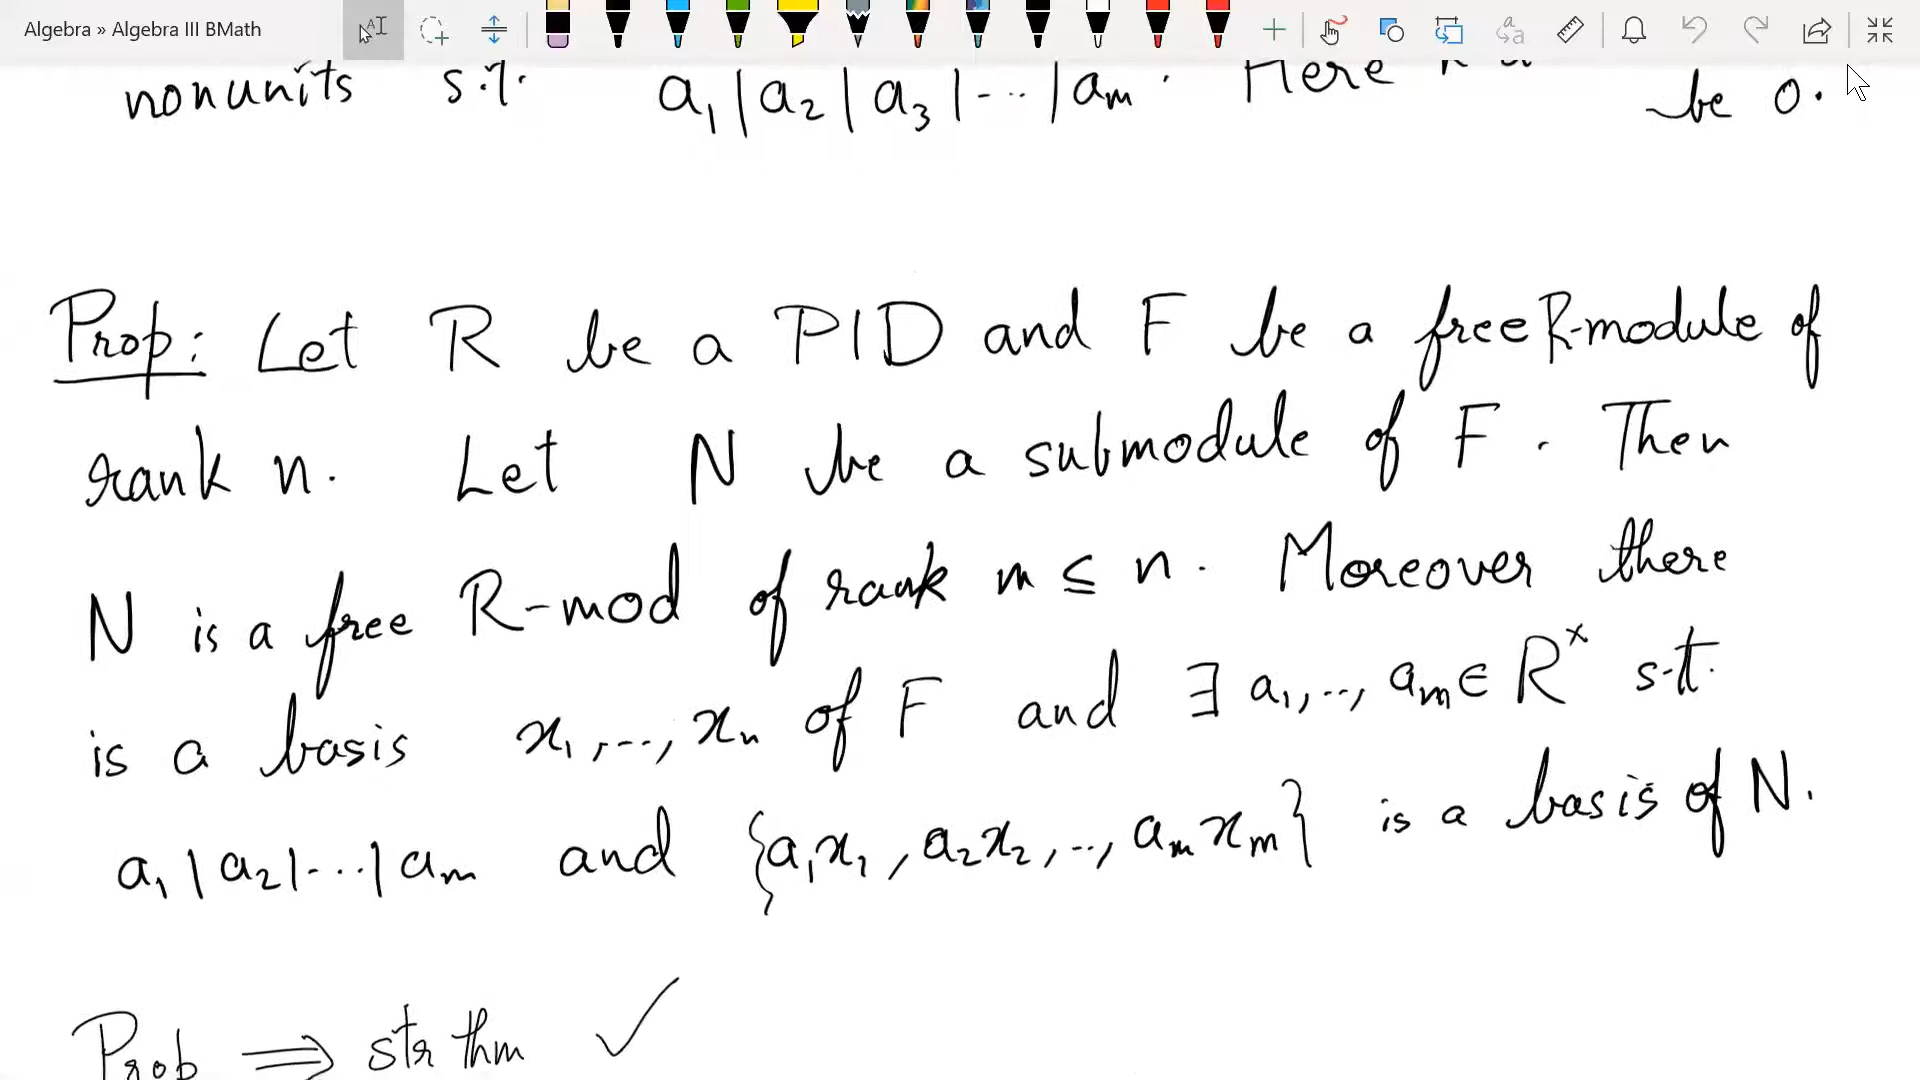 Algebra » Algebra III BMath
nonunits s.t. a₁ | a₂ | a₃ | --- | aₘ. Here
be 0.
Prop: Let R be a PID and F be a free R-module of
rank n. Let N be a submodule of F. Then
N is a free R-mod of rank m ≤ n. Moreover there
is a basis x₁, ---, xₙ of F and ∃ a₁, .., aₘ ∈ Rˣ s.t.
a₁ | a₂ | ... | aₘ and {a₁x₁, a₂x₂, .., aₘxₘ} is a basis of N.
Prob ⟹ str thm ✓